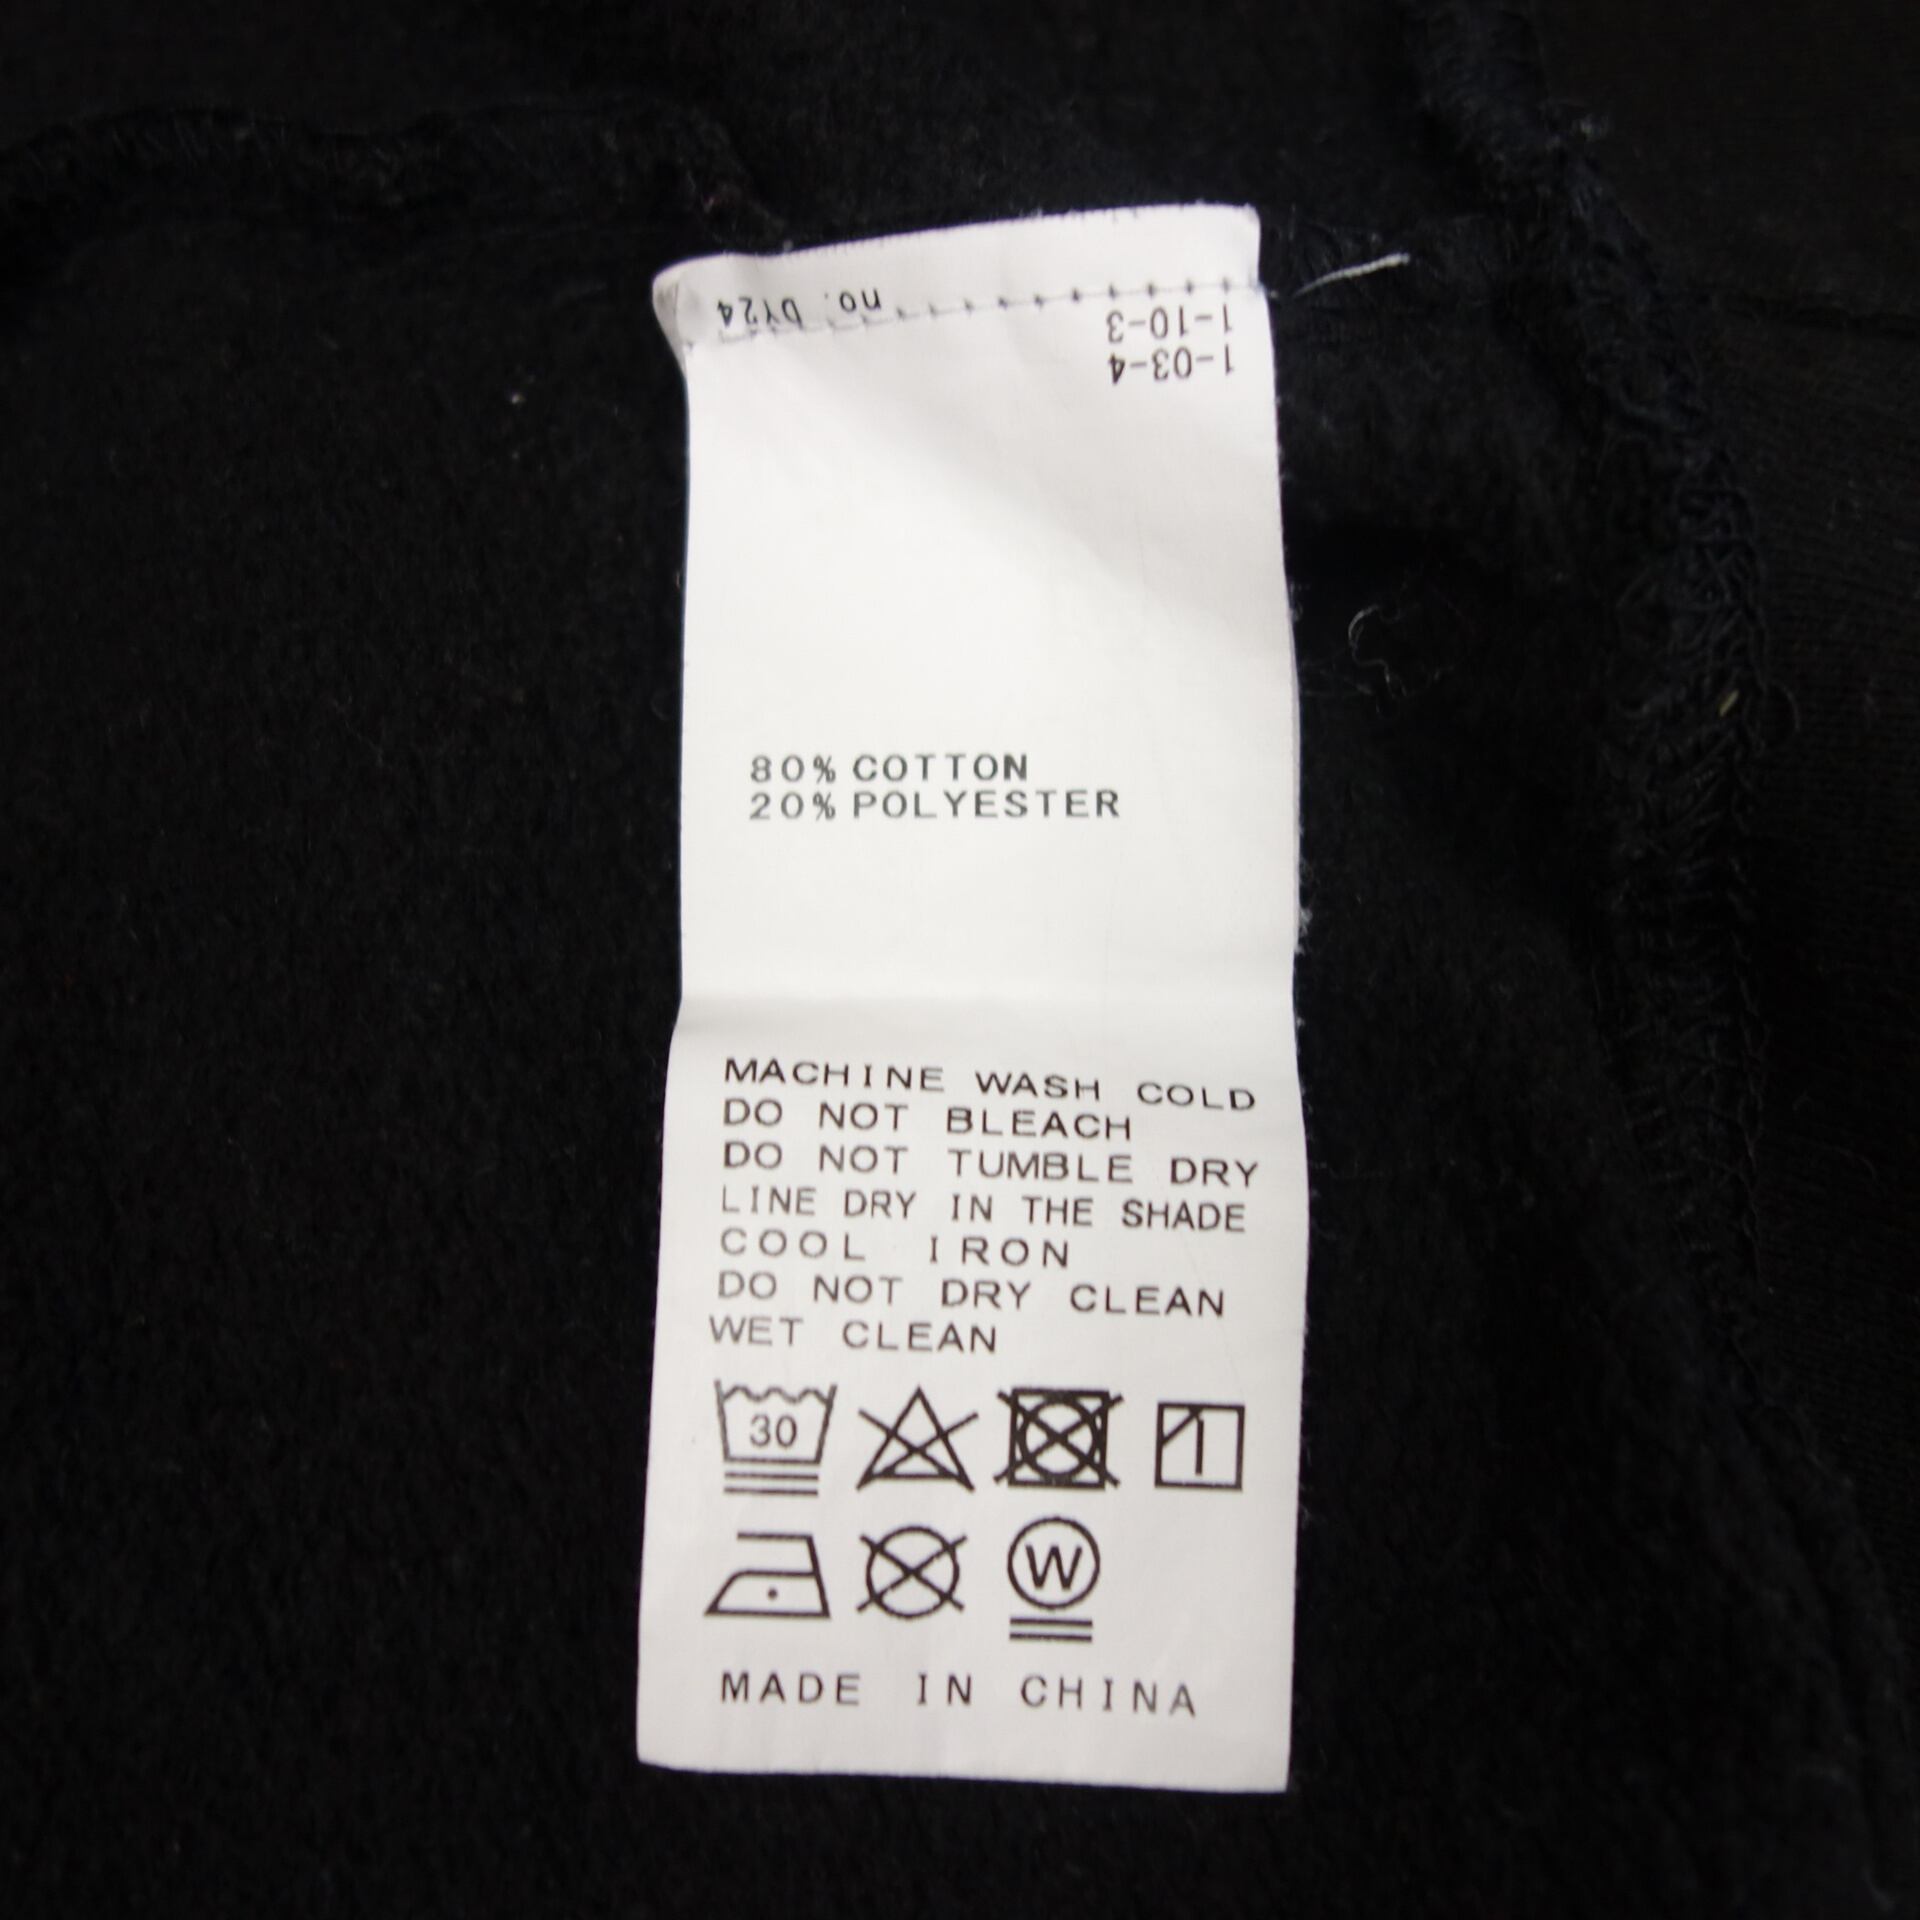 no. bY24
1-10-3
1-03-4
80% COTTON
20% POLYESTER
MACHINE WASH COLD
DO NOT BLEACH
DO NOT TUMBLE DRY
LINE DRY IN THE SHADE
COOL IRON
DO NOT DRY CLEAN
WET CLEAN
30
W
MADE IN CHINA